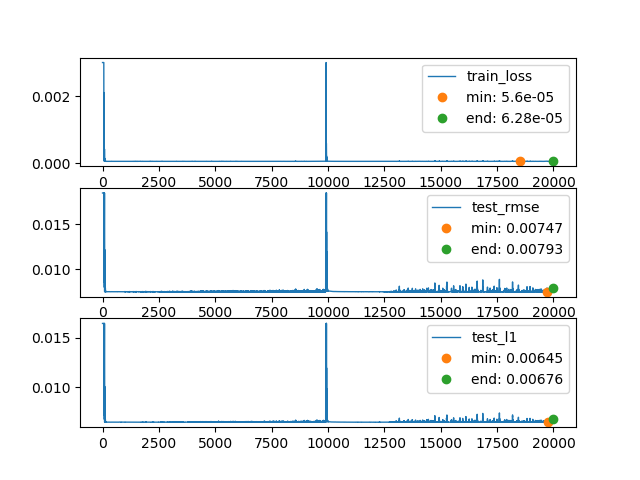 train_loss
min: 5.6e-05
end: 6.28e-05
0.002
0.000
0 2500 5000 7500 10000 12500 15000 17500 20000
test_rmse
min: 0.00747
end: 0.00793
0.015
0.010
0 2500 5000 7500 10000 12500 15000 17500 20000
test_l1
min: 0.00645
end: 0.00676
0.015
0.010
0 2500 5000 7500 10000 12500 15000 17500 20000